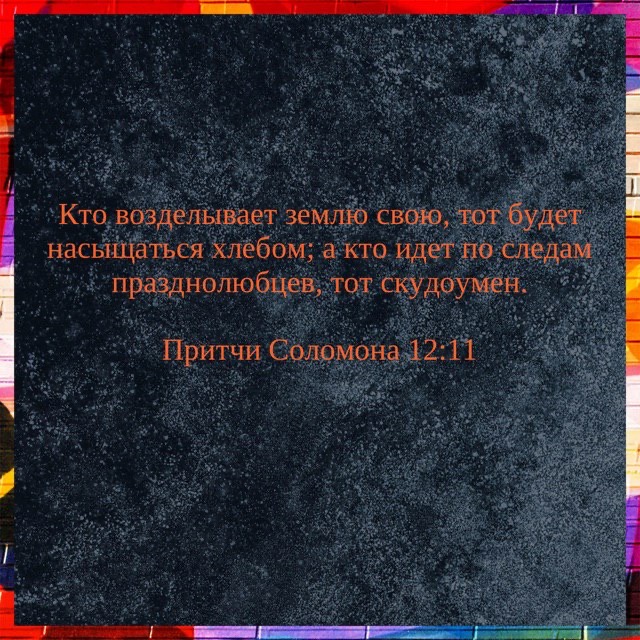 Кто возделывает землю свою, тот будет
насыщаться хлебом; а кто идет по следам
празднолюбцев, тот скудоумен.
Притчи Соломона 12:11